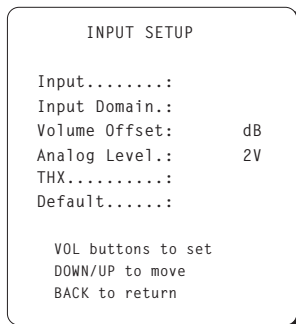 INPUT SETUP
Input........:
Input Domain.:
Volume Offset: dB
Analog Level.: 2V
THX..........:
Default......:
VOL buttons to set
DOWN/UP to move
BACK to return